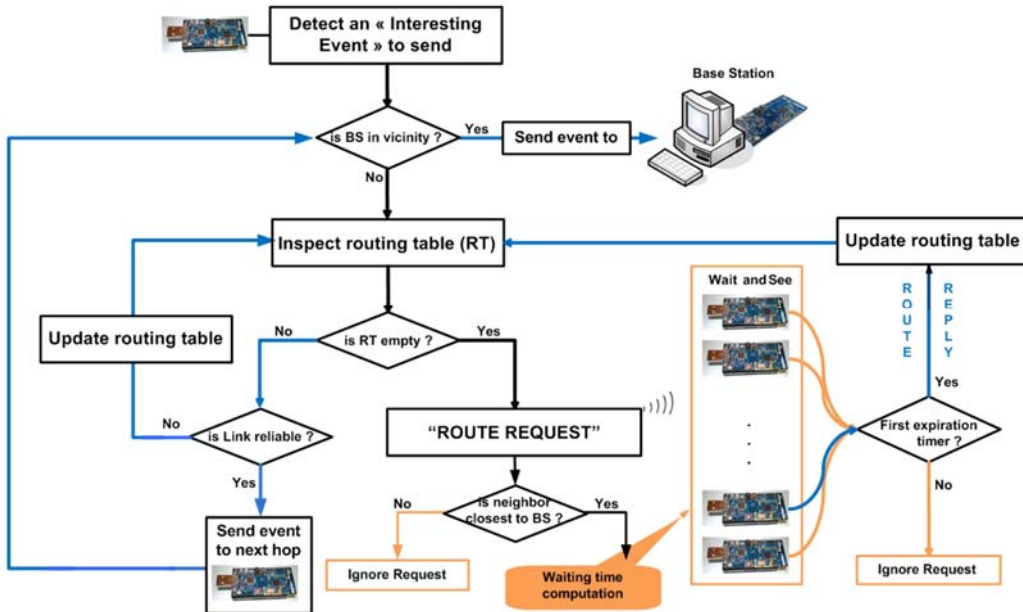 Detect an « Interesting
Event » to send
Base Station
is BS in vicinity ?
Yes
Send event to
No
Inspect routing table (RT)
Update routing table
Wait and See
ROUTE
REPLY
Update routing table
No
is RT empty ?
Yes
Yes
No
is Link reliable ?
"ROUTE REQUEST"
First expiration
timer ?
Yes
No
Send event
to next hop
No
is neighbor
closest to BS ?
Yes
Ignore Request
Waiting time
computation
Ignore Request